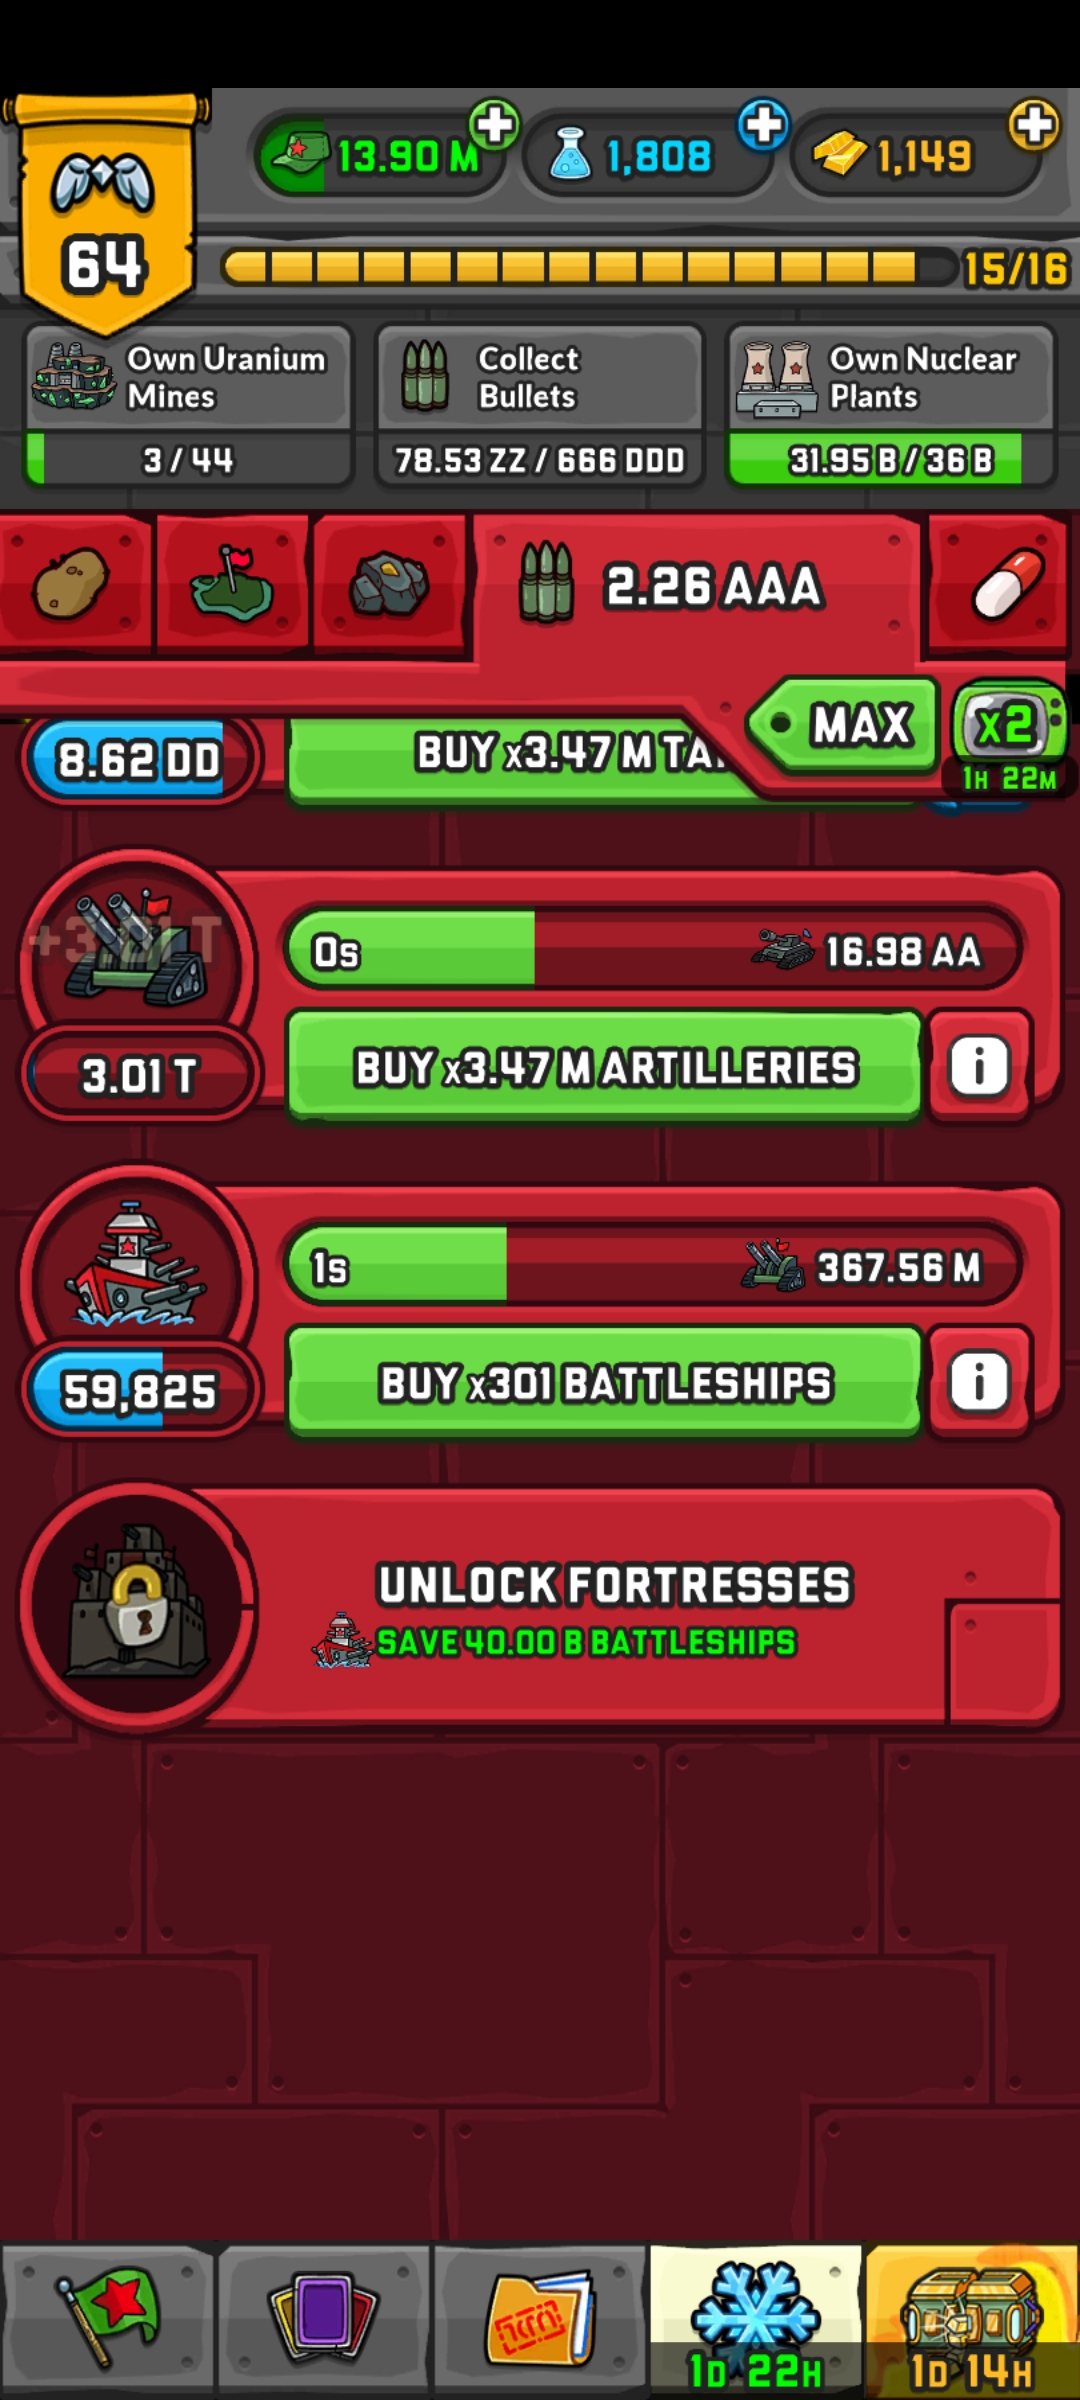 13.90 M
1,808
1,149
64
15/16
Own Uranium
Mines
3 / 44
Collect
Bullets
78.53 ZZ / 666 DDD
Own Nuclear
Plants
31.95 B / 36 B
2.26 AAA
MAX
X2
1H 22M
8.62 DD
BUY x3.47 M TA
0s
16.98 AA
3.01 T
BUY x3.47 M ARTILLERIES
i
1s
367.56 M
59,825
BUY x301 BATTLESHIPS
i
UNLOCK FORTRESSES
SAVE 40.00 B BATTLESHIPS
1D 22H
1D 14H